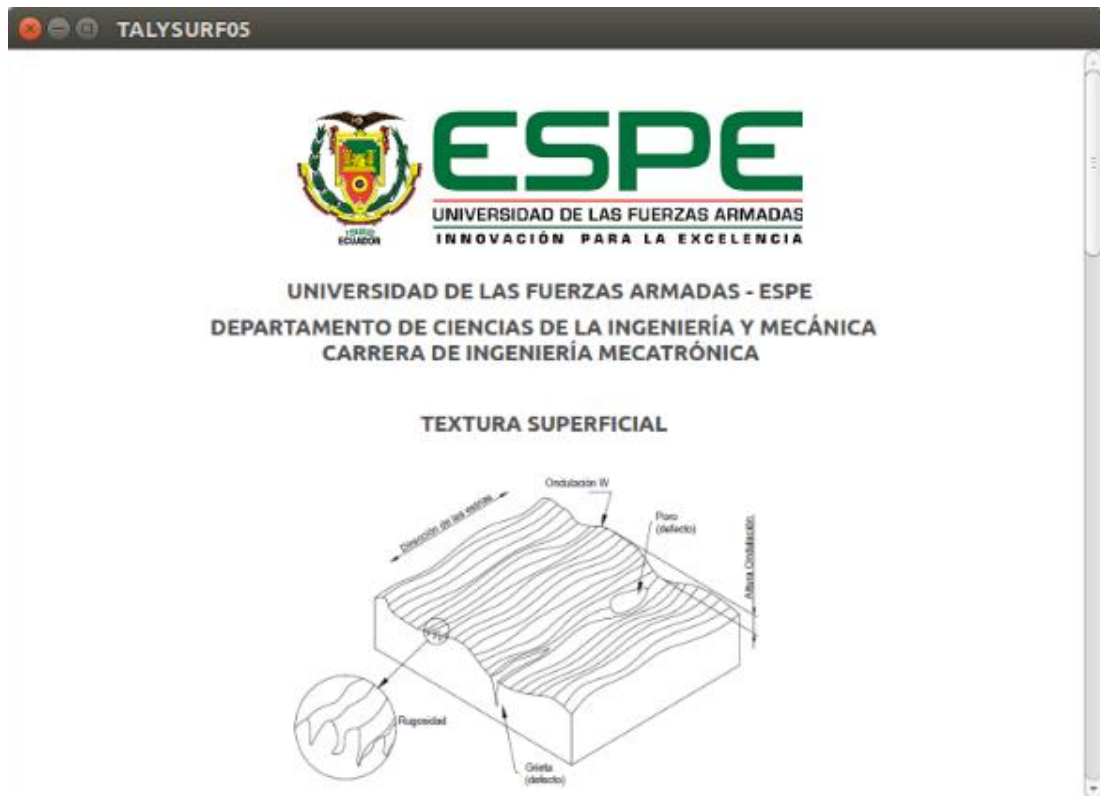 TALYSURF05
ESPE
UNIVERSIDAD DE LAS FUERZAS ARMADAS
INNOVACIÓN PARA LA EXCELENCIA
ECUADOR
UNIVERSIDAD DE LAS FUERZAS ARMADAS - ESPE
DEPARTAMENTO DE CIENCIAS DE LA INGENIERÍA Y MECÁNICA
CARRERA DE INGENIERÍA MECATRÓNICA
TEXTURA SUPERFICIAL
Ondulación W
Dirección de las estrías
Poro
(defecto)
Altura Ondulación
Rugosidad
Grieta
(defecto)